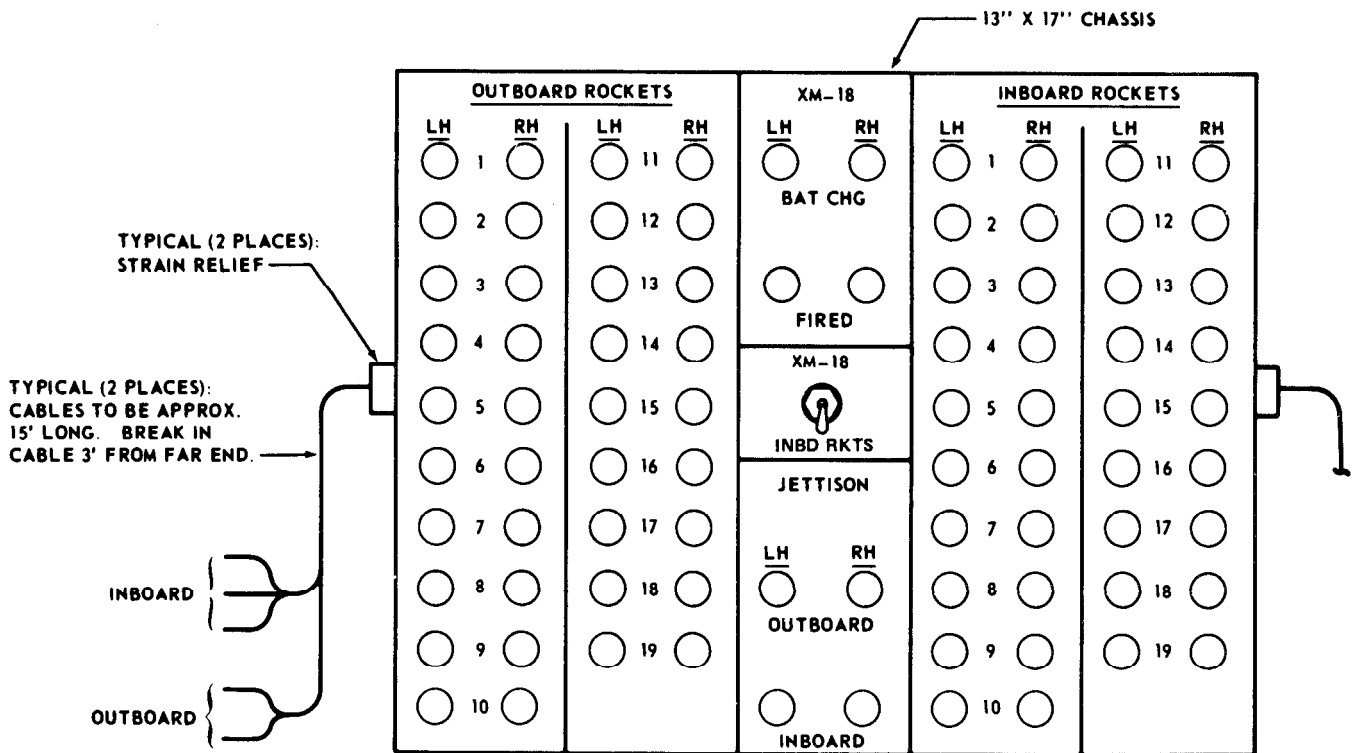 13" X 17" CHASSIS
OUTBOARD ROCKETS
LH RH LH RH
1 11
2 12
3 13
4 14
5 15
6 16
7 17
8 18
9 19
10
XM-18
LH RH
BAT CHG
FIRED
XM-18
INBD RKTS
JETTISON
LH RH
OUTBOARD
INBOARD
INBOARD ROCKETS
LH RH LH RH
1 11
2 12
3 13
4 14
5 15
6 16
7 17
8 18
9 19
10
TYPICAL (2 PLACES):
STRAIN RELIEF
TYPICAL (2 PLACES):
CABLES TO BE APPROX.
15' LONG. BREAK IN
CABLE 3' FROM FAR END.
INBOARD
OUTBOARD